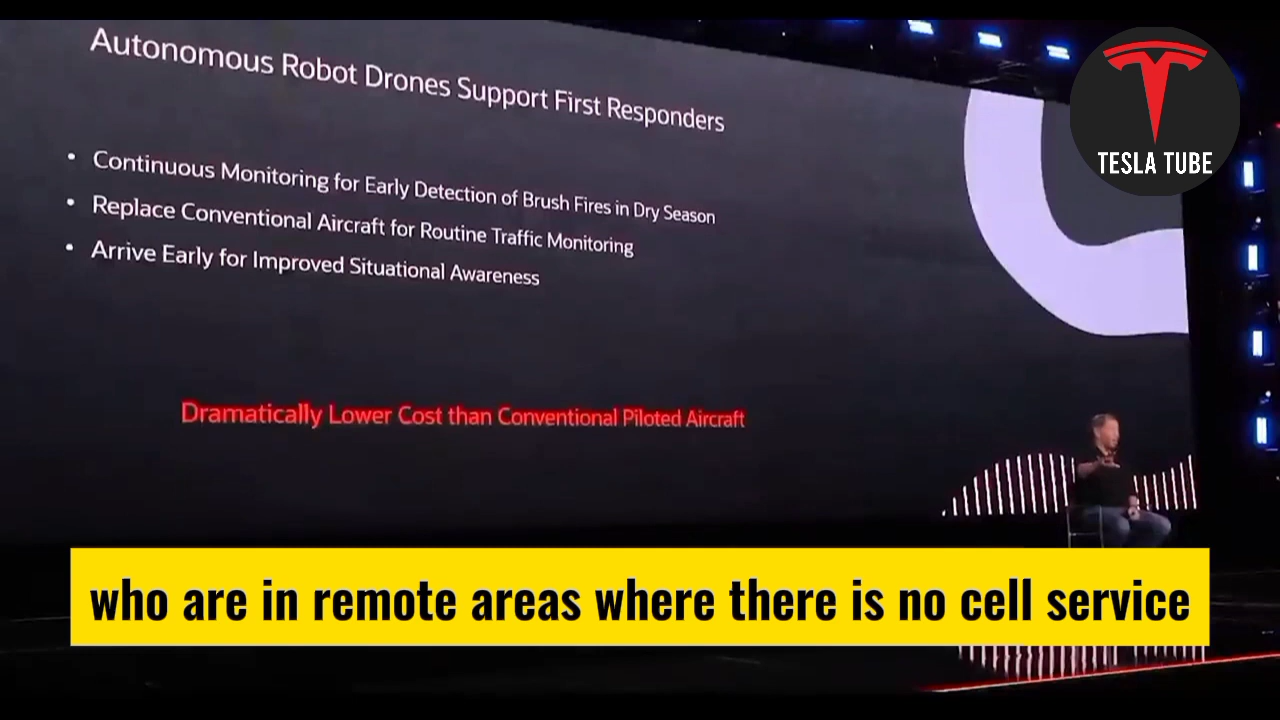 Autonomous Robot Drones Support First Responders
• Continuous Monitoring for Early Detection of Brush Fires in Dry Season
• Replace Conventional Aircraft for Routine Traffic Monitoring
• Arrive Early for Improved Situational Awareness
Dramatically Lower Cost than Conventional Piloted Aircraft
TESLA TUBE
who are in remote areas where there is no cell service